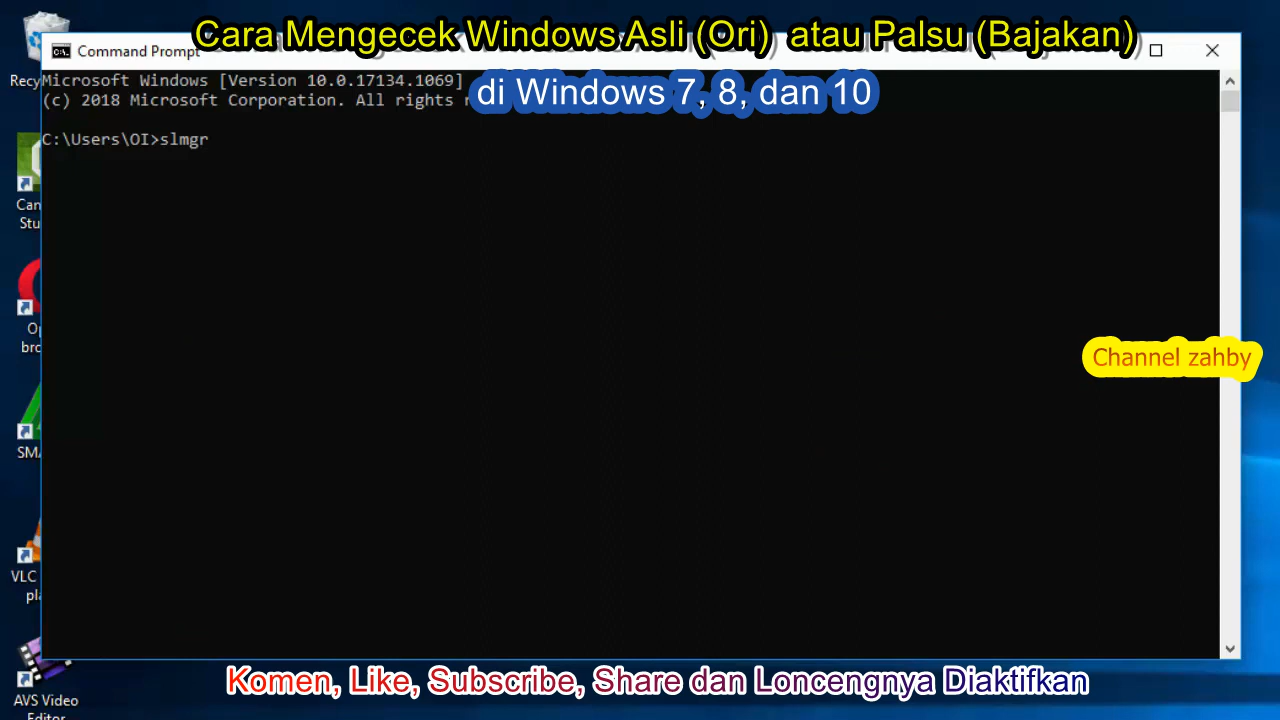 Cara Mengecek Windows Asli (Ori) atau Palsu (Bajakan)
Command Prompt
di Windows 7, 8, dan 10
Microsoft Windows [Version 10.0.17134.1069]
(c) 2018 Microsoft Corporation. All rights
C:\Users\OI>slmgr
Channel zahby
VLC
AVS Video
Editor
Komen, Like, Subscribe, Share dan Loncengnya Diaktifkan